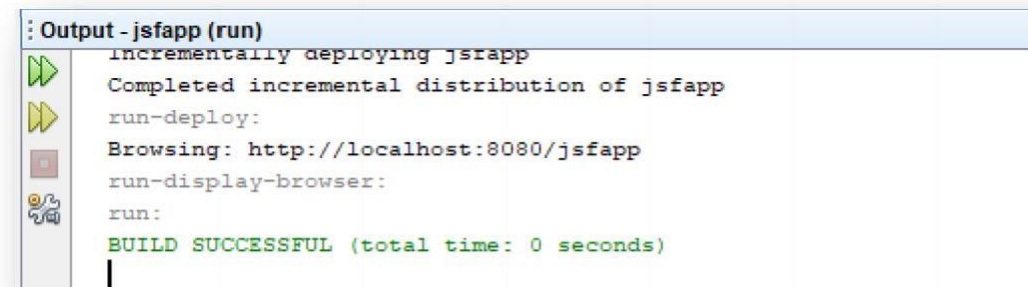 Output - jsfapp (run)
Incrementally deploying jsfapp
Completed incremental distribution of jsfapp
run-deploy:
Browsing: http://localhost:8080/jsfapp
run-display-browser:
run:
BUILD SUCCESSFUL (total time: 0 seconds)